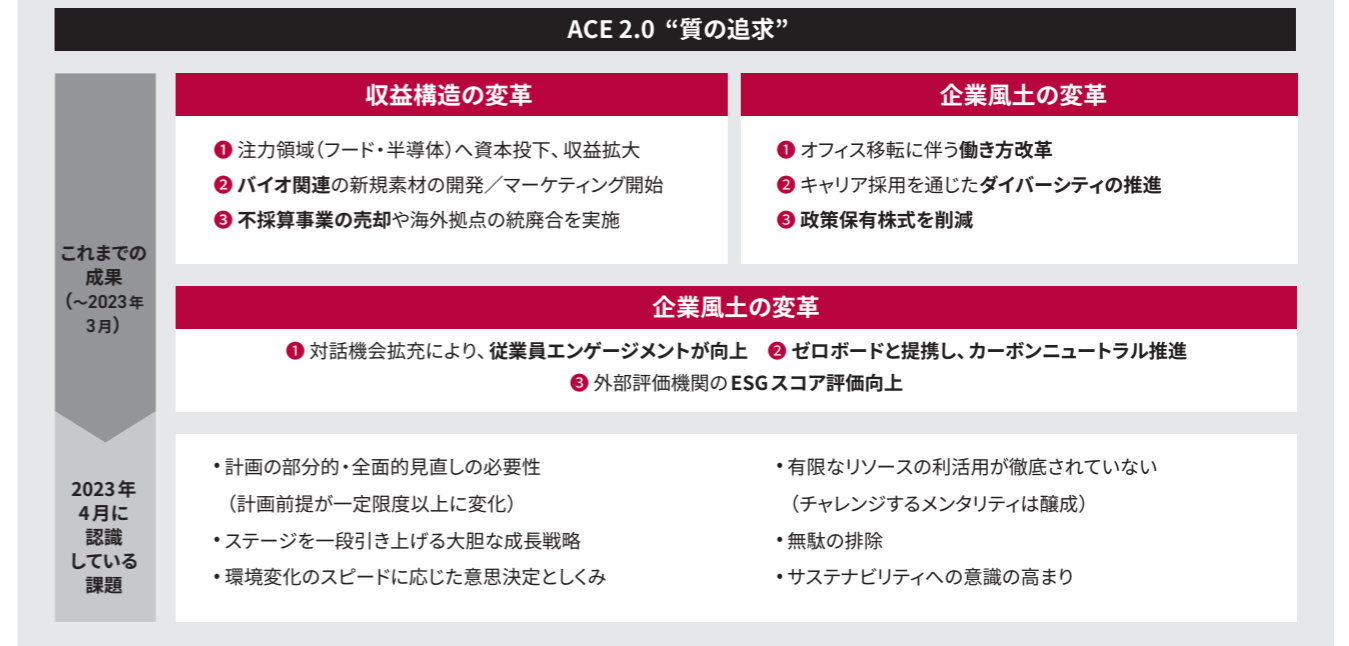 ACE 2.0 “質の追求”
これまでの
成果
（～2023年
3月）
収益構造の変革
❶ 注力領域（フード・半導体）へ資本投下、収益拡大
❷ バイオ関連の新規素材の開発／マーケティング開始
❸ 不採算事業の売却や海外拠点の統廃合を実施
企業風土の変革
❶ オフィス移転に伴う働き方改革
❷ キャリア採用を通じたダイバーシティの推進
❸ 政策保有株式を削減
企業風土の変革
❶ 対話機会拡充により、従業員エンゲージメントが向上 ❷ ゼロボードと提携し、カーボンニュートラル推進
❸ 外部評価機関のESGスコア評価向上
2023年
4月に
認識
している
課題
・計画の部分的・全面的見直しの必要性
（計画前提が一定限度以上に変化）
・ステージを一段引き上げる大胆な成長戦略
・環境変化のスピードに応じた意思決定としくみ
・有限なリソースの利活用が徹底されていない
（チャレンジするメンタリティは醸成）
・無駄の排除
・サステナビリティへの意識の高まり